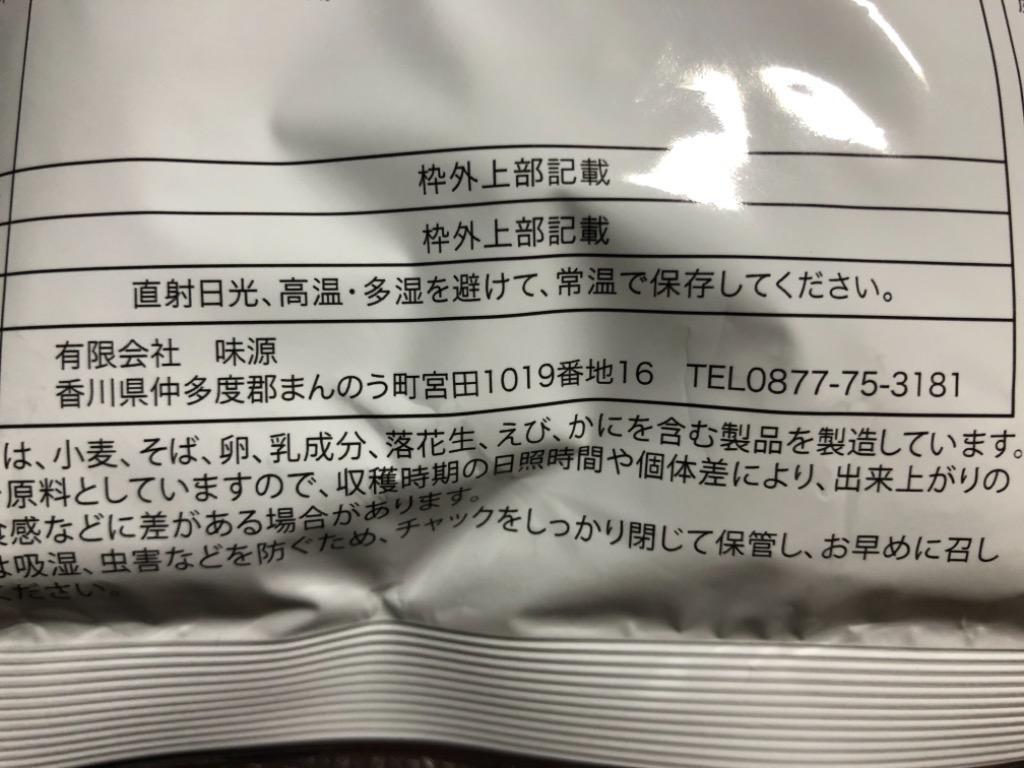 枠外上部記載
枠外上部記載
直射日光、高温・多湿を避けて、常温で保存してください。
有限会社　味源
香川県仲多度郡まんのう町宮田1019番地16　TEL0877-75-3181
は、小麦、そば、卵、乳成分、落花生、えび、かにを含む製品を製造しています。
原料としていますので、収穫時期の日照時間や個体差により、出来上がりの
食感などに差がある場合があります。
は吸湿、虫害などを防ぐため、チャックをしっかり閉じて保管し、お早めに召し
ください。